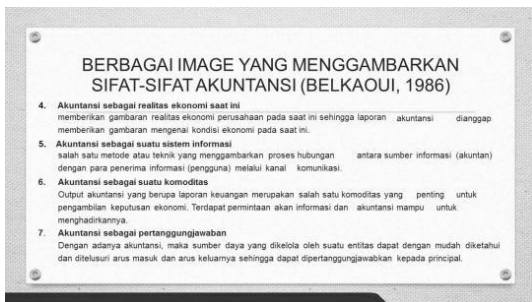 BERBAGAI IMAGE YANG MENGGAMBARKAN
SIFAT-SIFAT AKUNTANSI (BELKAOUI, 1986)
4. Akuntansi sebagai realitas ekonomi saat ini
memberikan gambaran realitas ekonomi perusahaan pada saat ini sehingga laporan akuntansi dianggap
memberikan gambaran mengenai kondisi ekonomi pada saat ini.
5. Akuntansi sebagai suatu sistem informasi
salah satu metode atau teknik yang menggambarkan proses hubungan antara sumber informasi (akuntan)
dengan para penerima informasi (pengguna) melalui kanal komunikasi.
6. Akuntansi sebagai suatu komoditas
Output akuntansi yang berupa laporan keuangan merupakan salah satu komoditas yang penting untuk
pengambilan keputusan ekonomi. Terdapat permintaan akan informasi dan akuntansi mampu untuk
menghadirkannya.
7. Akuntansi sebagai pertanggungjawaban
Dengan adanya akuntansi, maka sumber daya yang dikelola oleh suatu entitas dapat dengan mudah diketahui
dan ditelusuri arus masuk dan arus keluarnya sehingga dapat dipertanggungjawabkan kepada principal.